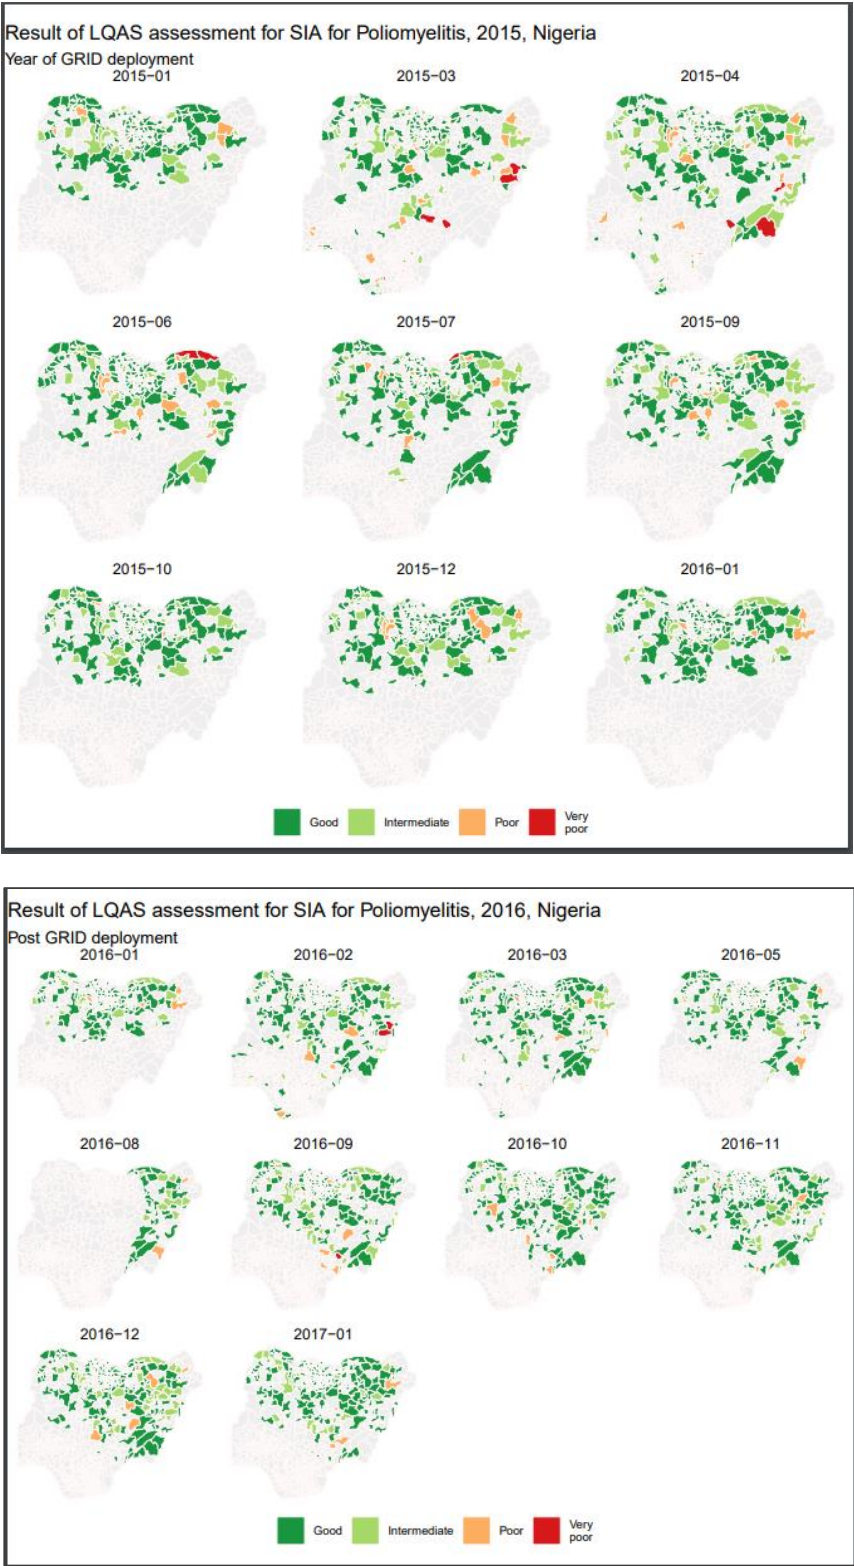 Result of LQAS assessment for SIA for Poliomyelitis, 2015, Nigeria
Year of GRID deployment
2015−01 2015−03 2015−04
2015−06 2015−07 2015−09
2015−10 2015−12 2016−01
Good Intermediate Poor Very poor
Result of LQAS assessment for SIA for Poliomyelitis, 2016, Nigeria
Post GRID deployment
2016−01 2016−02 2016−03 2016−05
2016−08 2016−09 2016−10 2016−11
2016−12 2017−01
Good Intermediate Poor Very poor